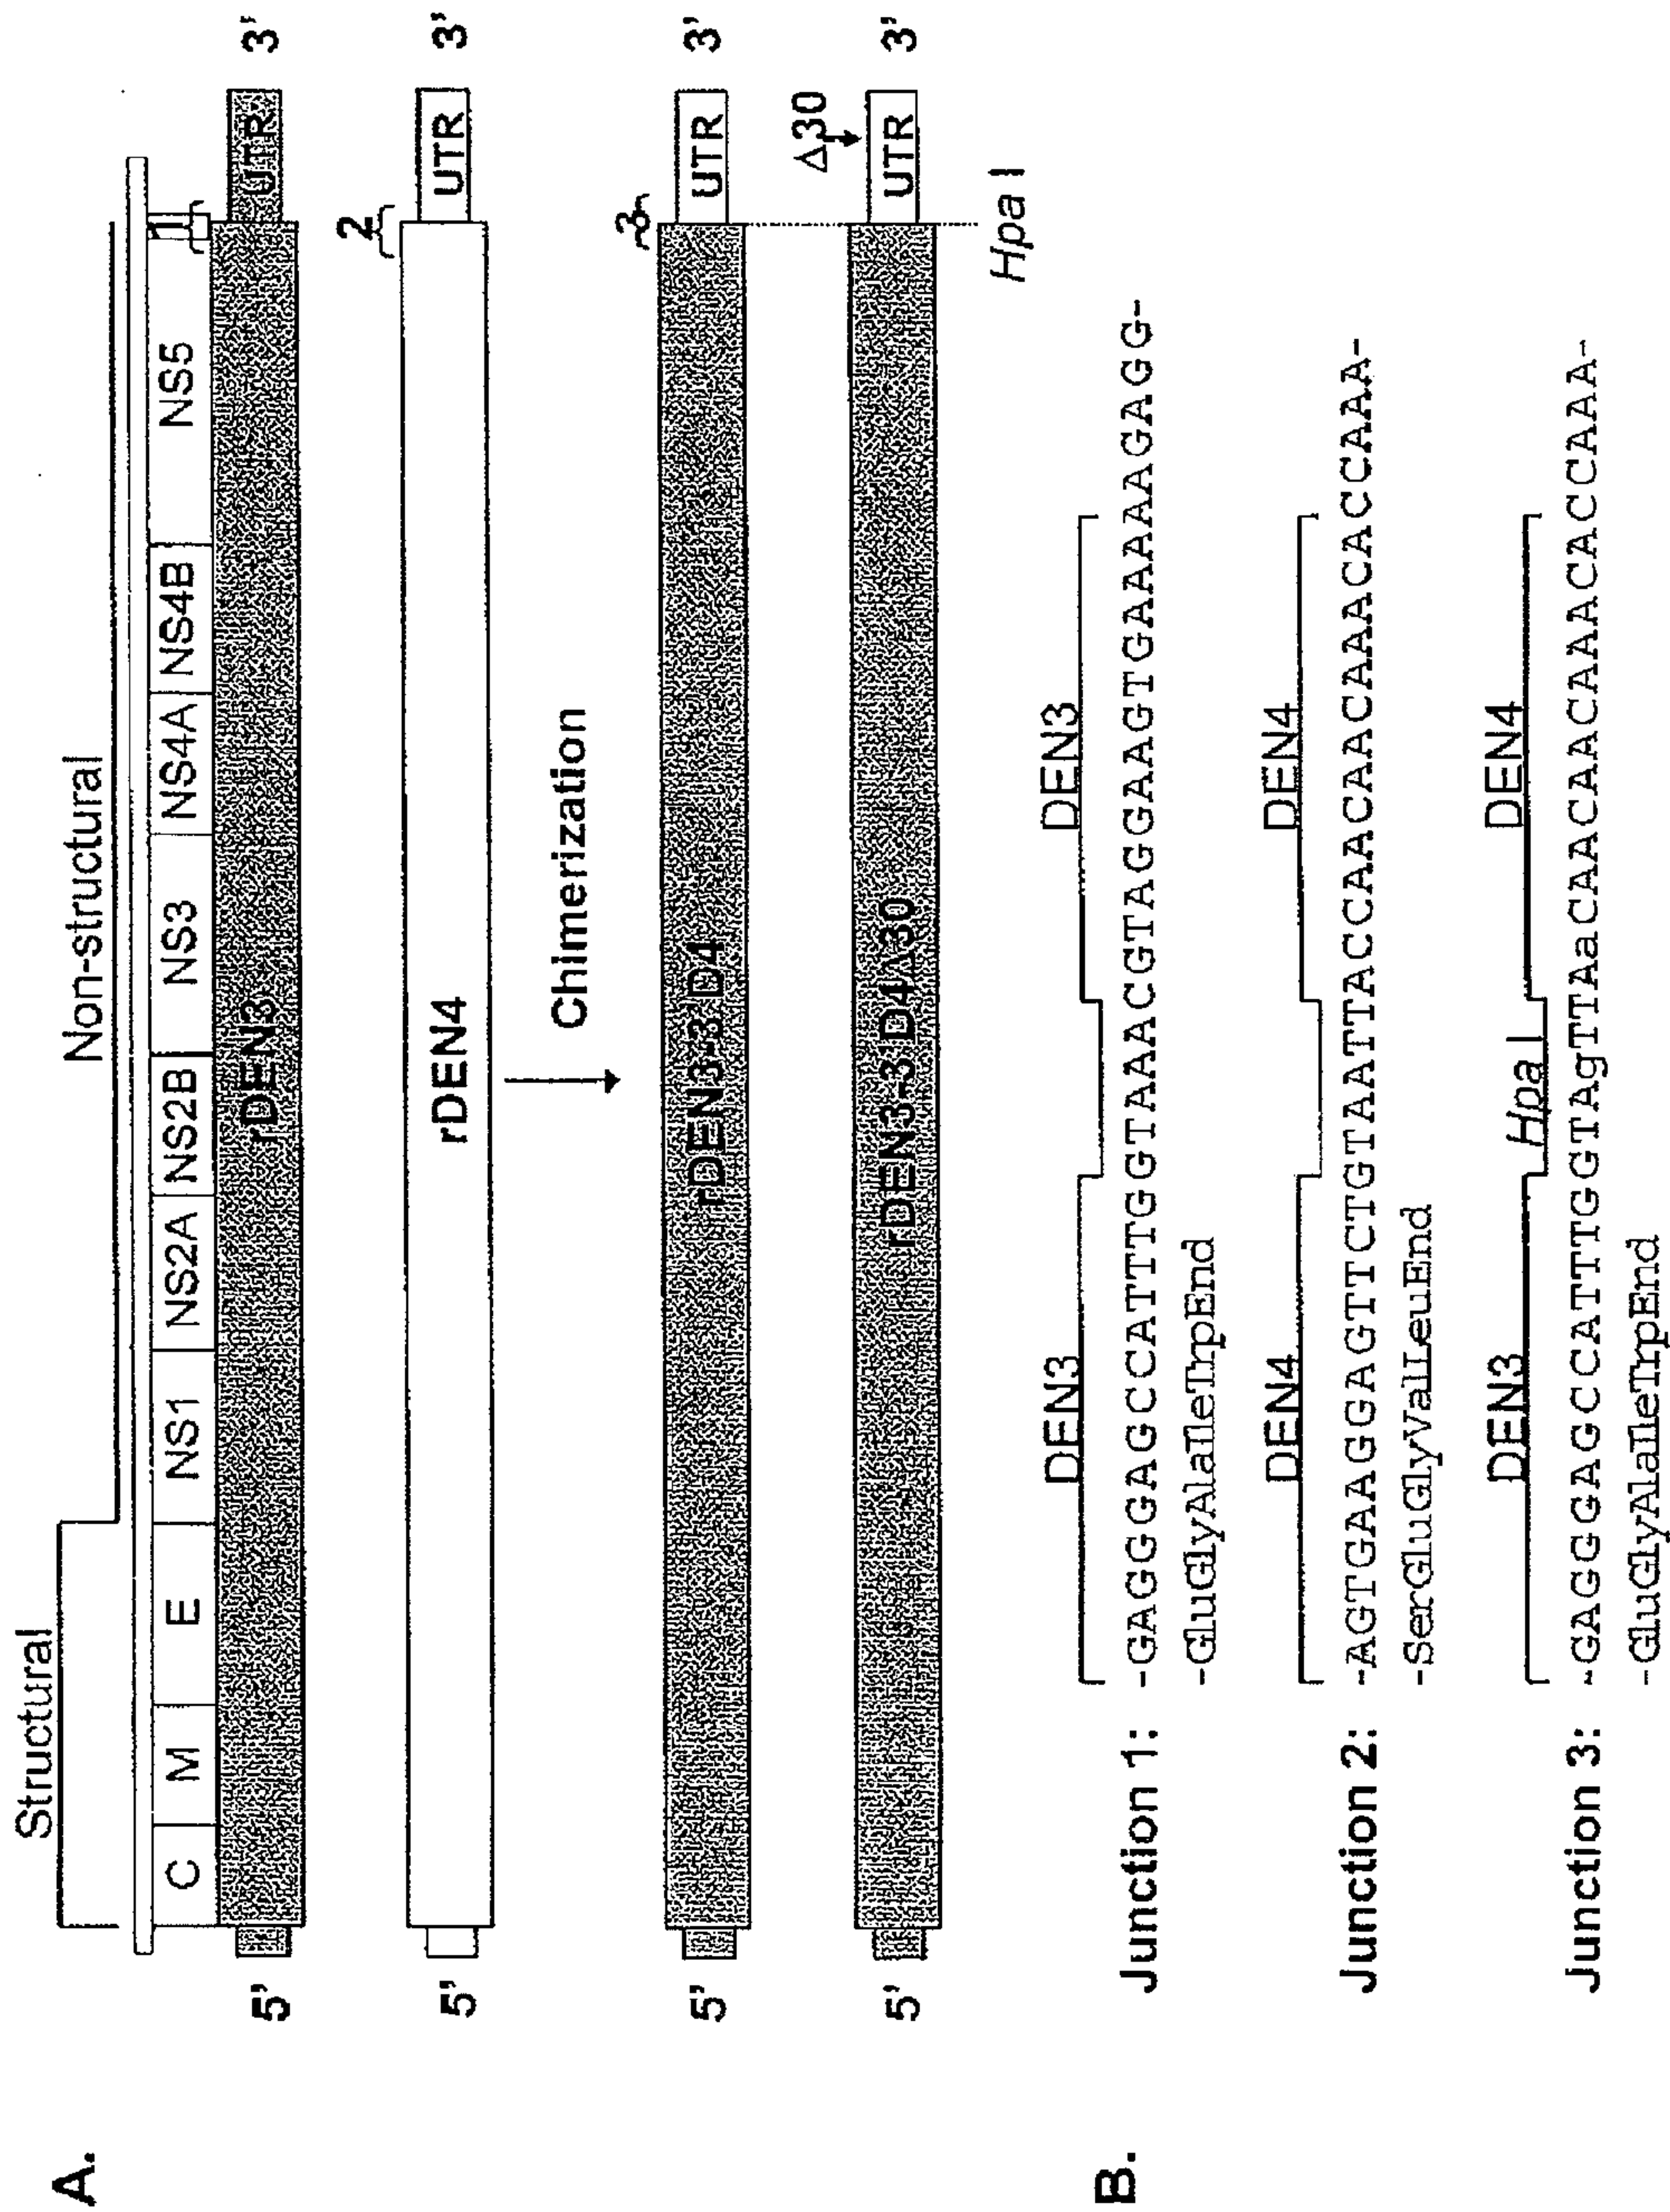 A.
Structural
Non-structural
C M E NS1 NS2A NS2B NS3 NS4A NS4B NS5
1
5' rDEN3 UTR 3'
2
5' rDEN4 UTR 3'
Chimerization
3
5' rDEN3-3'D4 UTR 3'
Δ30
5' rDEN3-3'D4Δ30 UTR 3'
Hpa I
B.
DEN3 DEN3
Junction 1: -GAGGGAGCCATTTGGTAAACGTAGGAAGTGAAAAAGAGG-
-GluGlyAlaIleTrpEnd
DEN4 DEN4
Junction 2: -AGTGAAGGAGAGTTCTGTAATTACCAACAACAAACACCAAA-
-SerGluGlyValLeuEnd
DEN3 Hpa I DEN4
Junction 3: -GAGGGAGCCATTTGGTAgTTAaCAACAACAAACACCAAA-
-GluGlyAlaIleTrpEnd